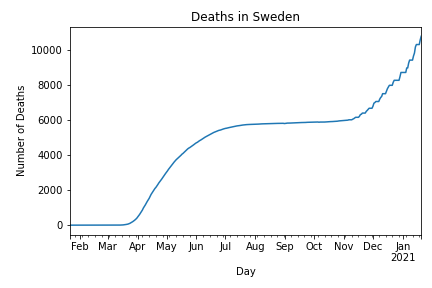 Deaths in Sweden
Number of Deaths
10000
8000
6000
4000
2000
0
Feb Mar Apr May Jun Jul Aug Sep Oct Nov Dec Jan
2021
Day